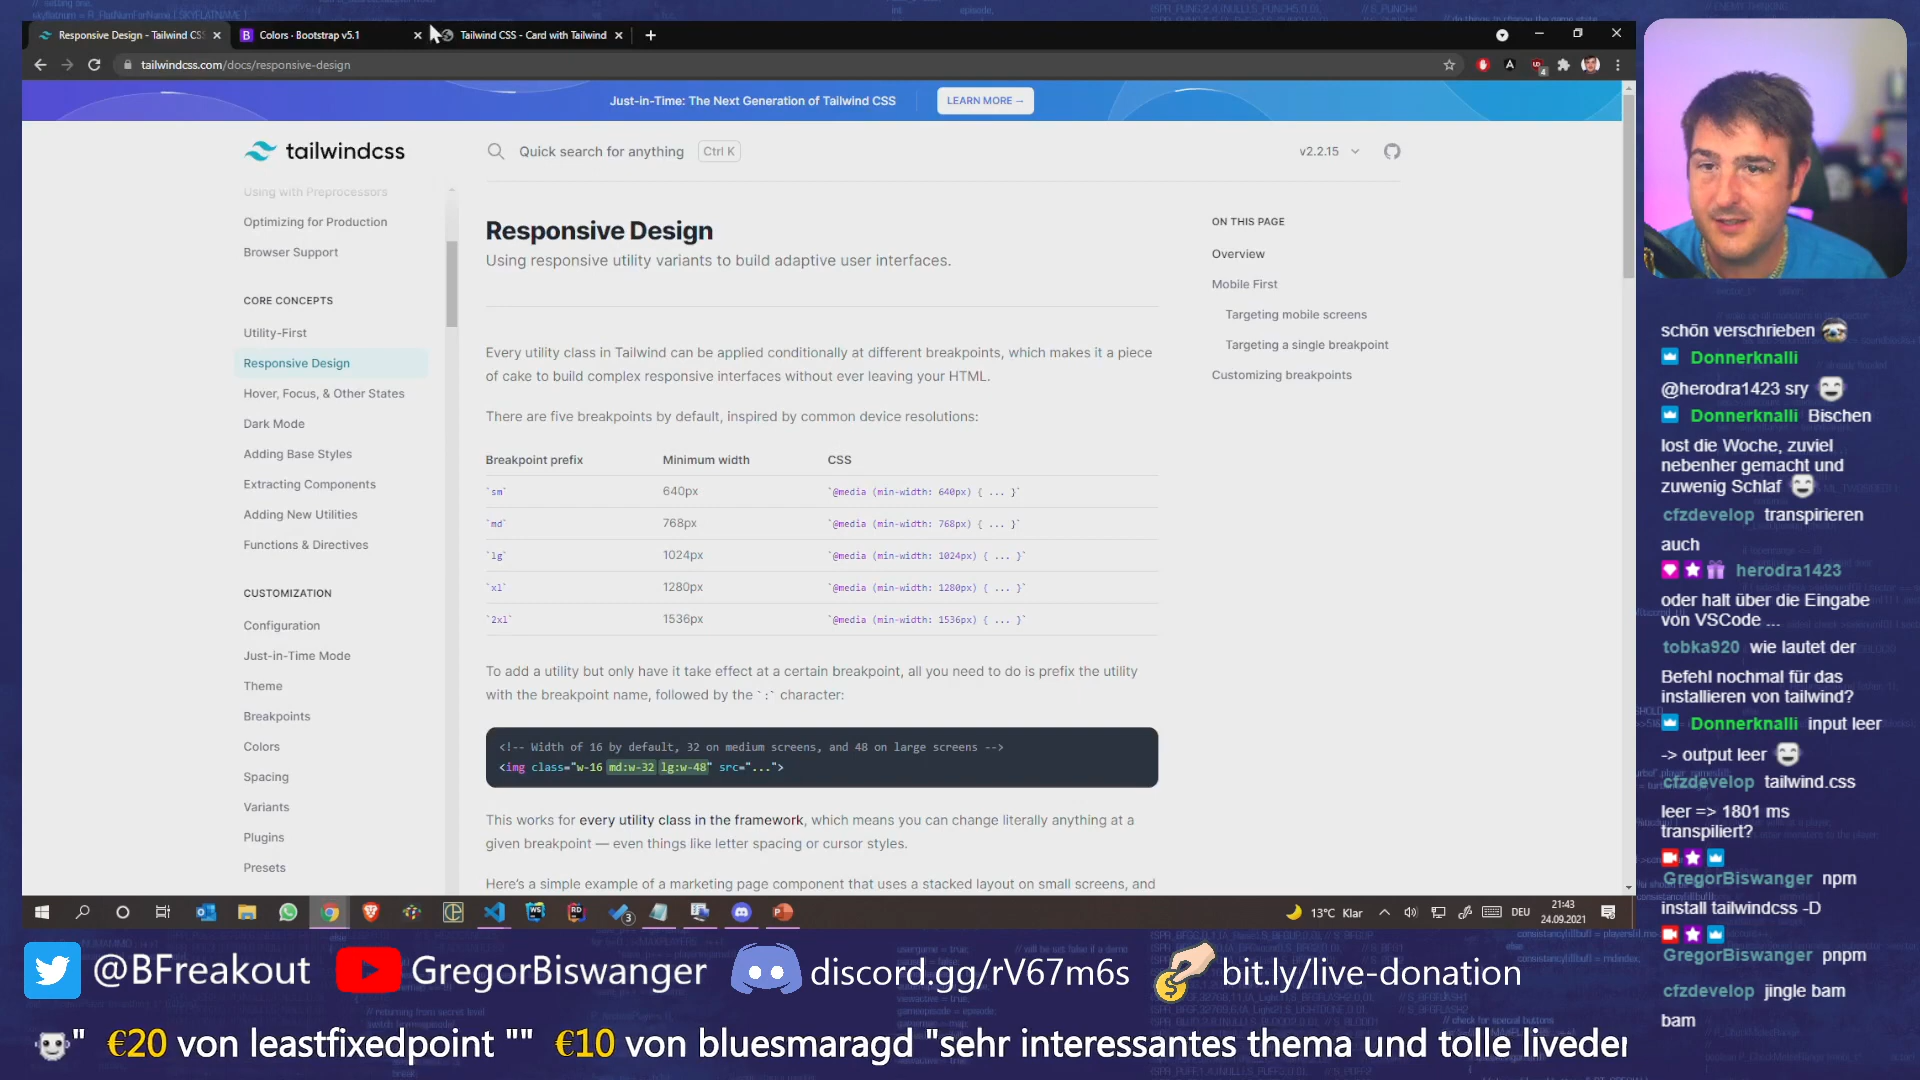 Responsive Design - Tailwind CS
Colors · Bootstrap v5.1
Tailwind CSS - Card with Tailwind
tailwindcss.com/docs/responsive-design
Just-in-Time: The Next Generation of Tailwind CSS
LEARN MORE →
tailwindcss
Quick search for anything
Ctrl K
v2.2.15
Using with Preprocessors
Optimizing for Production
Browser Support
CORE CONCEPTS
Utility-First
Responsive Design
Hover, Focus, & Other States
Dark Mode
Adding Base Styles
Extracting Components
Adding New Utilities
Functions & Directives
CUSTOMIZATION
Configuration
Just-in-Time Mode
Theme
Breakpoints
Colors
Spacing
Variants
Plugins
Presets
Responsive Design
Using responsive utility variants to build adaptive user interfaces.
Every utility class in Tailwind can be applied conditionally at different breakpoints, which makes it a piece
of cake to build complex responsive interfaces without ever leaving your HTML.
There are five breakpoints by default, inspired by common device resolutions:
Breakpoint prefix Minimum width CSS
`sm` 640px `@media (min-width: 640px) { ... }`
`md` 768px `@media (min-width: 768px) { ... }`
`lg` 1024px `@media (min-width: 1024px) { ... }`
`xl` 1280px `@media (min-width: 1280px) { ... }`
`2xl` 1536px `@media (min-width: 1536px) { ... }`
To add a utility but only have it take effect at a certain breakpoint, all you need to do is prefix the utility
with the breakpoint name, followed by the `:` character:
<!-- Width of 16 by default, 32 on medium screens, and 48 on large screens -->
<img class="w-16 md:w-32 lg:w-48" src="...">
This works for every utility class in the framework, which means you can change literally anything at a
given breakpoint — even things like letter spacing or cursor styles.
Here's a simple example of a marketing page component that uses a stacked layout on small screens, and
ON THIS PAGE
Overview
Mobile First
Targeting mobile screens
Targeting a single breakpoint
Customizing breakpoints
13°C Klar
DEU
21:43
24.09.2021
schön verschrieben
Donnerknalli
@herodra1423 sry
Donnerknalli Bischen
lost die Woche, zuviel
nebenher gemacht und
zuwenig Schlaf
cfzdevelop transpirieren
auch
herodra1423
oder halt über die Eingabe
von VSCode ...
tobka920 wie lautet der
Befehl nochmal für das
installieren von tailwind?
Donnerknalli input leer
-> output leer
cfzdevelop tailwind.css
leer => 1801 ms
transpiliert?
GregorBiswanger npm
install tailwindcss -D
GregorBiswanger pnpm
cfzdevelop jingle bam
bam
@BFreakout
GregorBiswanger
discord.gg/rV67m6s
bit.ly/live-donation
" €20 von leastfixedpoint "" €10 von bluesmaragd "sehr interessantes thema und tolle liveder